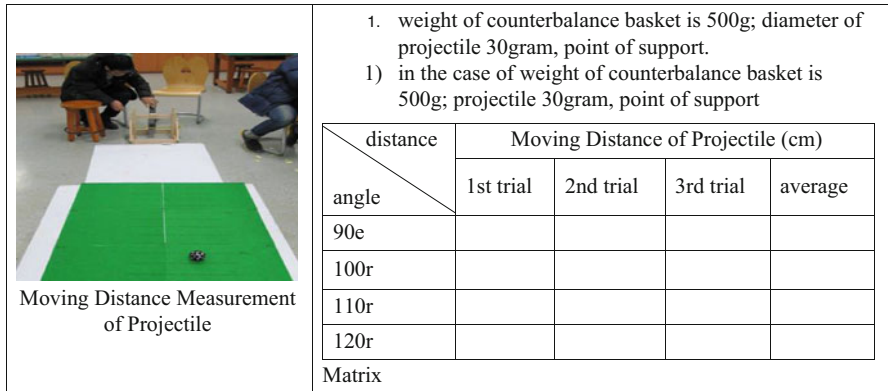 Moving Distance Measurement
of Projectile
1. weight of counterbalance basket is 500g; diameter of
projectile 30gram, point of support.
1) in the case of weight of counterbalance basket is
500g; projectile 30gram, point of support
distance
angle
Moving Distance of Projectile (cm)
1st trial 2nd trial 3rd trial average
90e
100r
110r
120r
Matrix